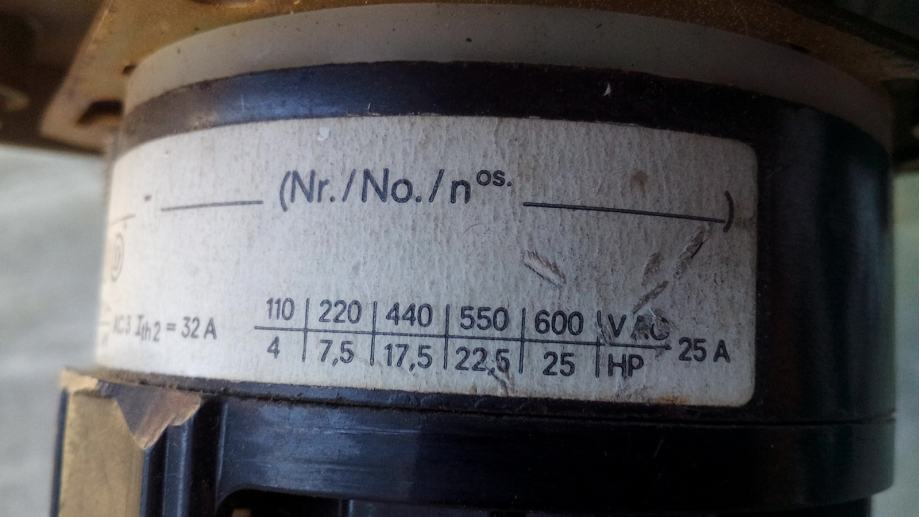 (Nr./No./nos.)
110 | 220 | 440 | 550 | 600 | V AC
AC3 Ith2 = 32 A
4 | 7,5 | 17,5 | 22,5 | 25 | HP
25 A